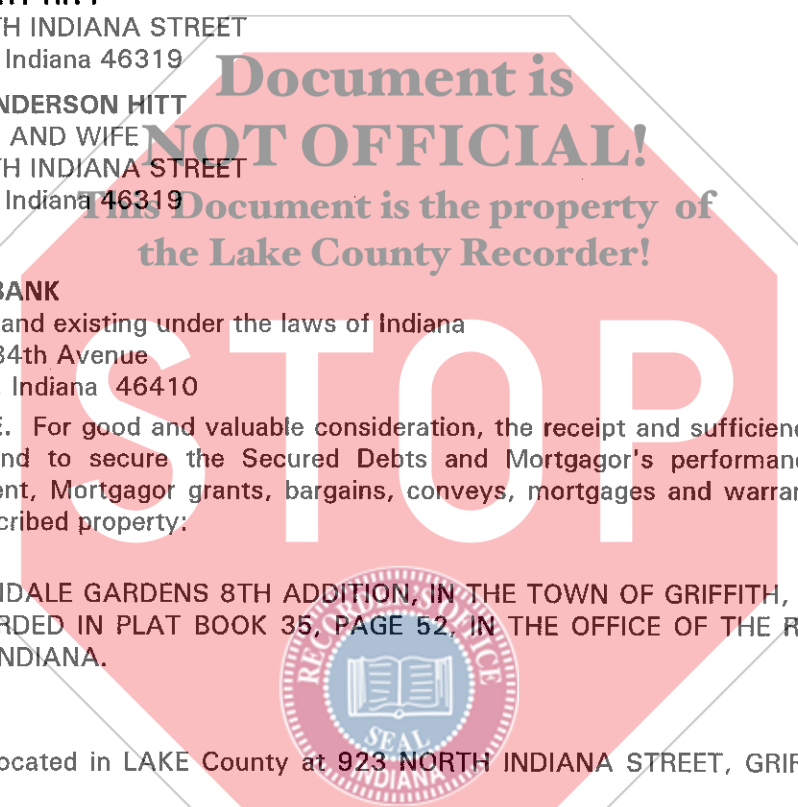 TH INDIANA STREET
Indiana 46319
Document is
NDERSON HITT
AND WIFE
NOT OFFICIAL!
TH INDIANA STREET
Indiana 46319
This Document is the property of
the Lake County Recorder!
BANK
and existing under the laws of Indiana
34th Avenue
, Indiana 46410
STOP
E. For good and valuable consideration, the receipt and sufficienc
nd to secure the Secured Debts and Mortgagor's performanc
ent, Mortgagor grants, bargains, conveys, mortgages and warran
cribed property:
NDALE GARDENS 8TH ADDITION, IN THE TOWN OF GRIFFITH,
RDED IN PLAT BOOK 35, PAGE 52, IN THE OFFICE OF THE R
NDIANA.
RECORDER'S OFFICE
SEAL
INDIANA
ocated in LAKE County at 923 NORTH INDIANA STREET, GRIF